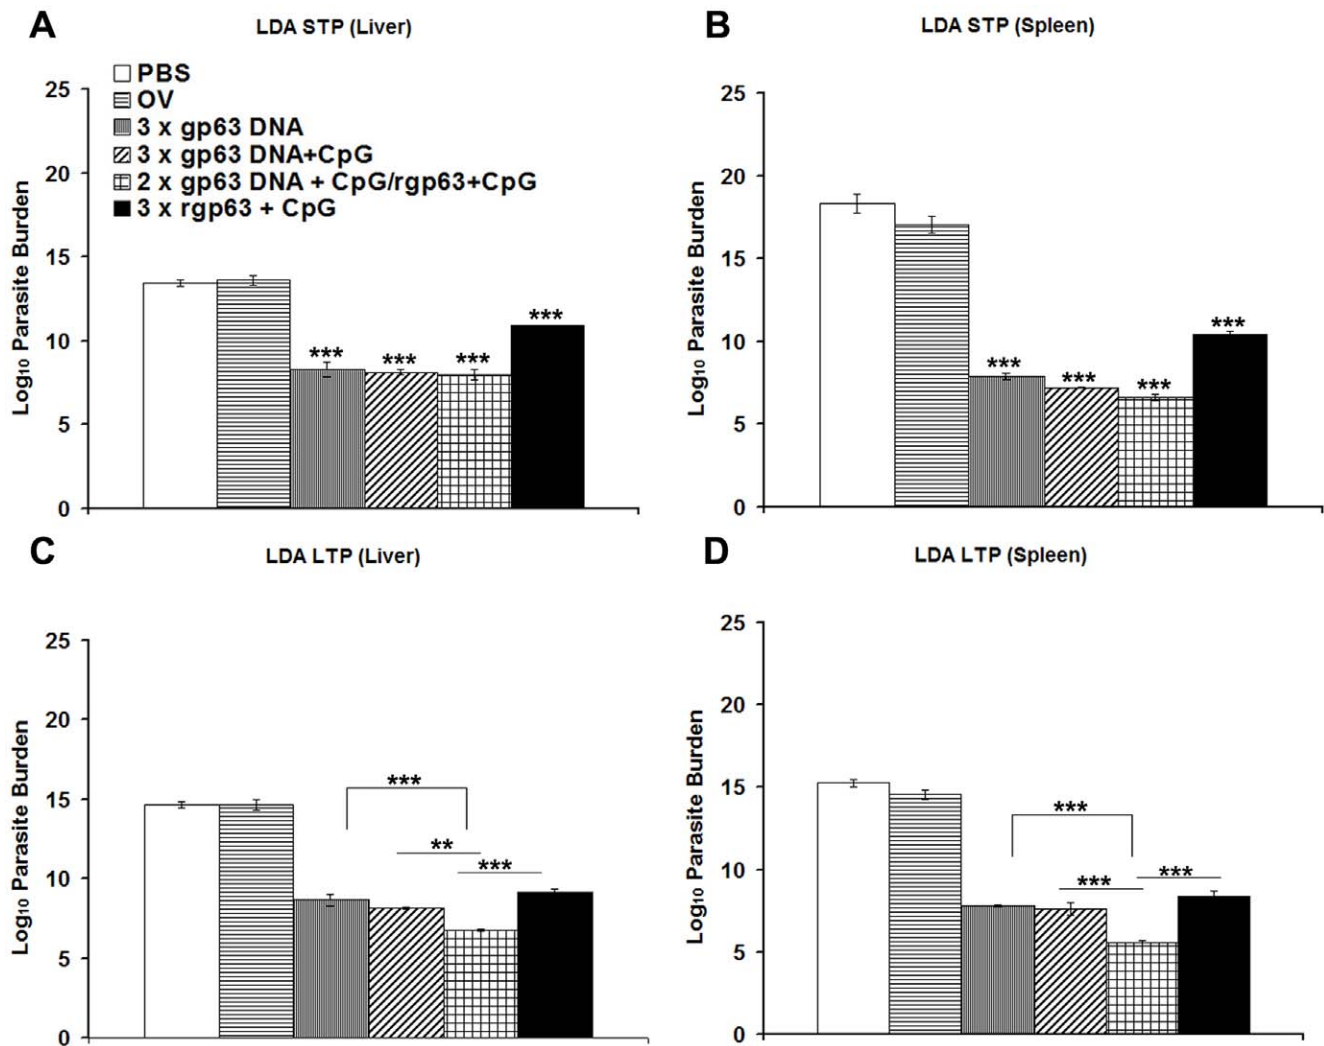 A
LDA STP (Liver)
PBS
OV
3 x gp63 DNA
3 x gp63 DNA+CpG
2 x gp63 DNA + CpG/rgp63+CpG
3 x rgp63 + CpG
Log₁₀ Parasite Burden
25
20
15
10
5
0
***
***
***
***
B
LDA STP (Spleen)
Log₁₀ Parasite Burden
25
20
15
10
5
0
***
***
***
***
C
LDA LTP (Liver)
Log₁₀ Parasite Burden
25
20
15
10
5
0
***
**
***
D
LDA LTP (Spleen)
Log₁₀ Parasite Burden
25
20
15
10
5
0
***
***
***